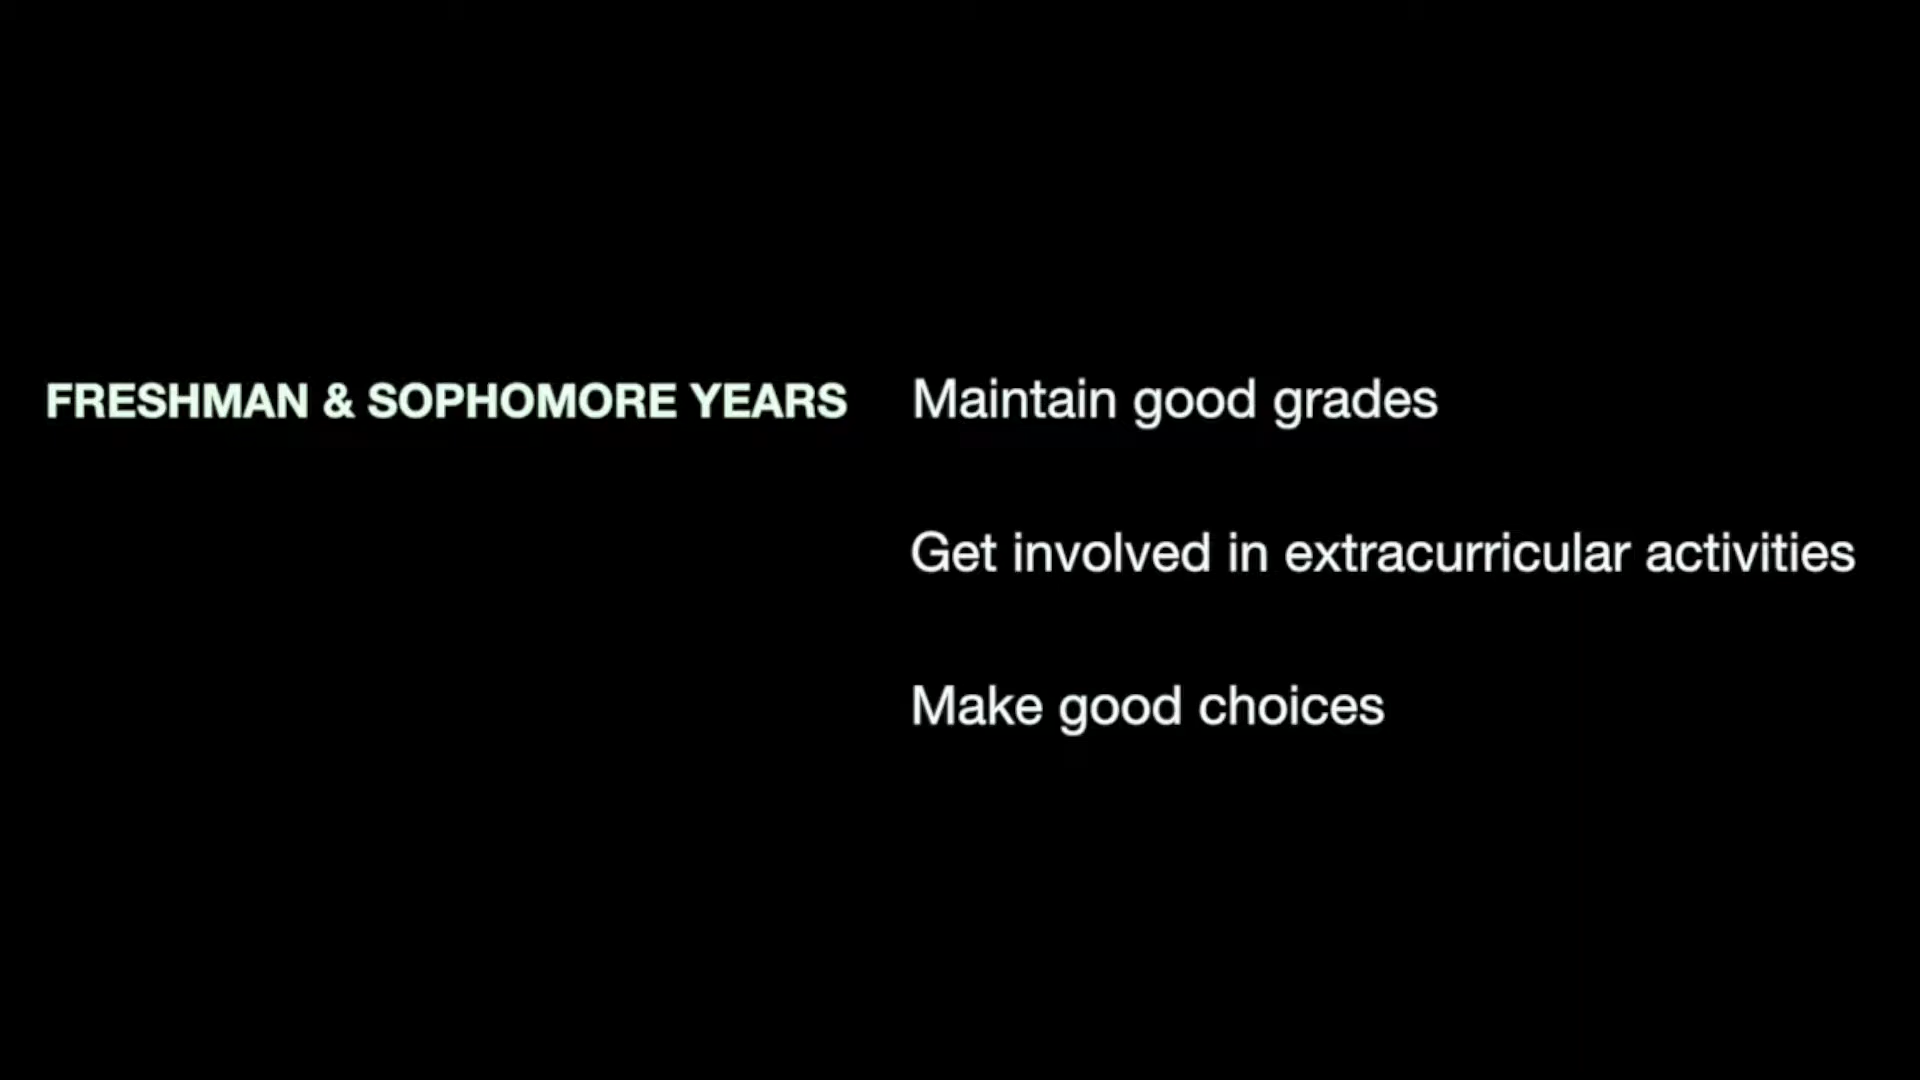 FRESHMAN & SOPHOMORE YEARS
Maintain good grades
Get involved in extracurricular activities
Make good choices